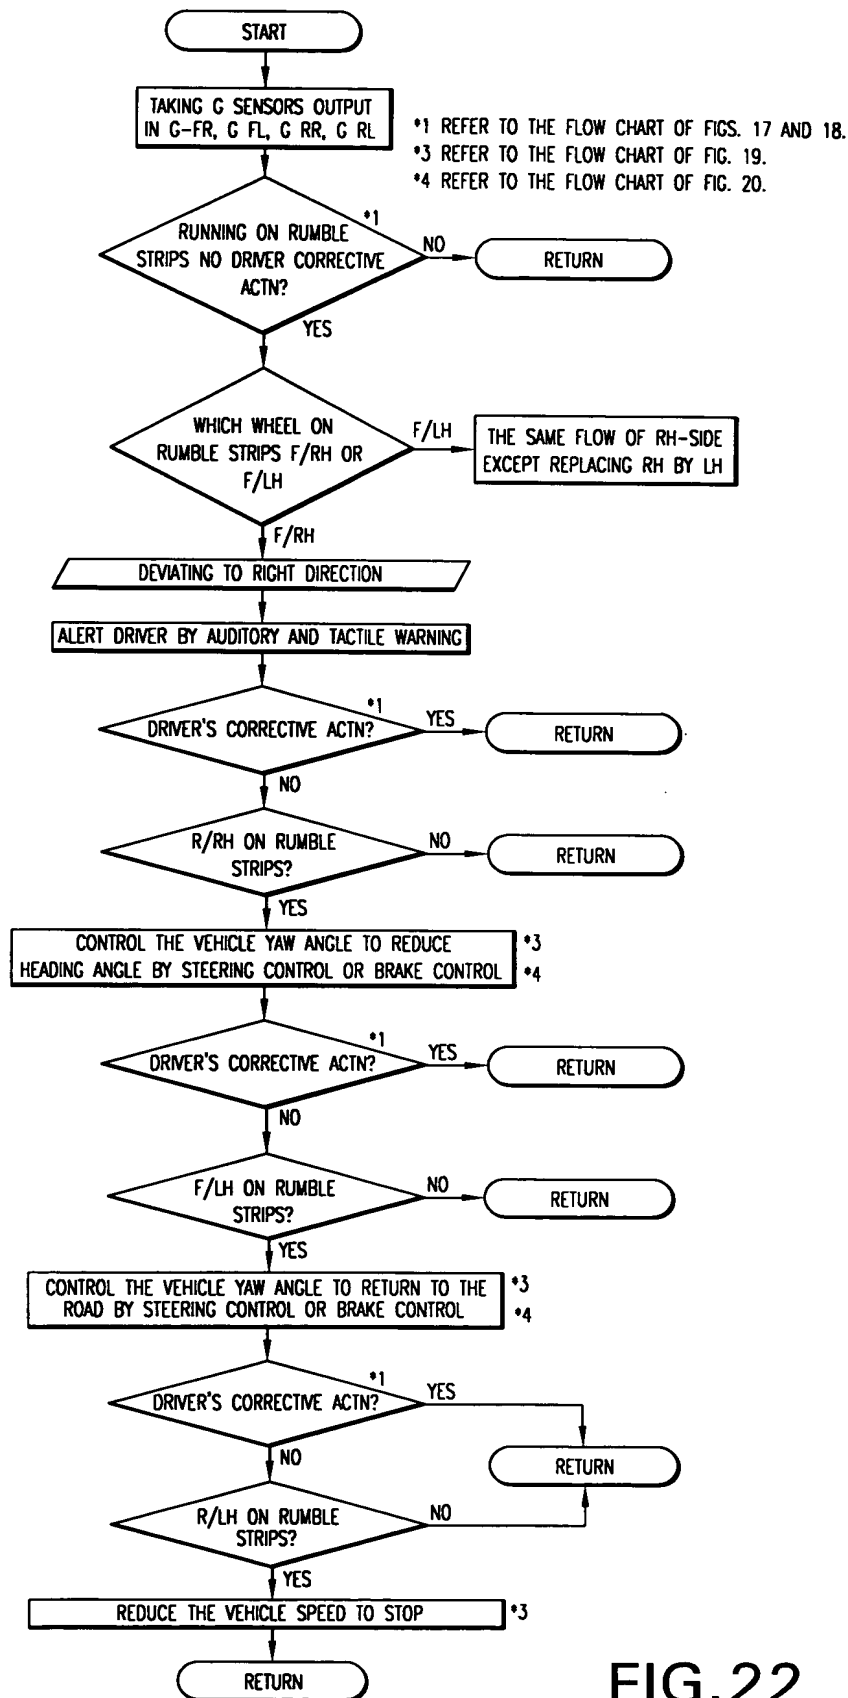 START
TAKING G SENSORS OUTPUT
IN G-FR, G FL, G RR, G RL
*1 REFER TO THE FLOW CHART OF FIGS. 17 AND 18.
*3 REFER TO THE FLOW CHART OF FIG. 19.
*4 REFER TO THE FLOW CHART OF FIG. 20.
*1
RUNNING ON RUMBLE
STRIPS NO DRIVER CORRECTIVE
ACTN?
NO
RETURN
YES
WHICH WHEEL ON
RUMBLE STRIPS F/RH OR
F/LH
F/LH
THE SAME FLOW OF RH-SIDE
EXCEPT REPLACING RH BY LH
F/RH
DEVIATING TO RIGHT DIRECTION
ALERT DRIVER BY AUDITORY AND TACTILE WARNING
*1
DRIVER'S CORRECTIVE ACTN?
YES
RETURN
NO
R/RH ON RUMBLE
STRIPS?
NO
RETURN
YES
CONTROL THE VEHICLE YAW ANGLE TO REDUCE
HEADING ANGLE BY STEERING CONTROL OR BRAKE CONTROL
*3
*4
*1
DRIVER'S CORRECTIVE ACTN?
YES
RETURN
NO
F/LH ON RUMBLE
STRIPS?
NO
RETURN
YES
CONTROL THE VEHICLE YAW ANGLE TO RETURN TO THE
ROAD BY STEERING CONTROL OR BRAKE CONTROL
*3
*4
*1
DRIVER'S CORRECTIVE ACTN?
YES
RETURN
NO
R/LH ON RUMBLE
STRIPS?
NO
YES
REDUCE THE VEHICLE SPEED TO STOP
*3
RETURN
FIG.22